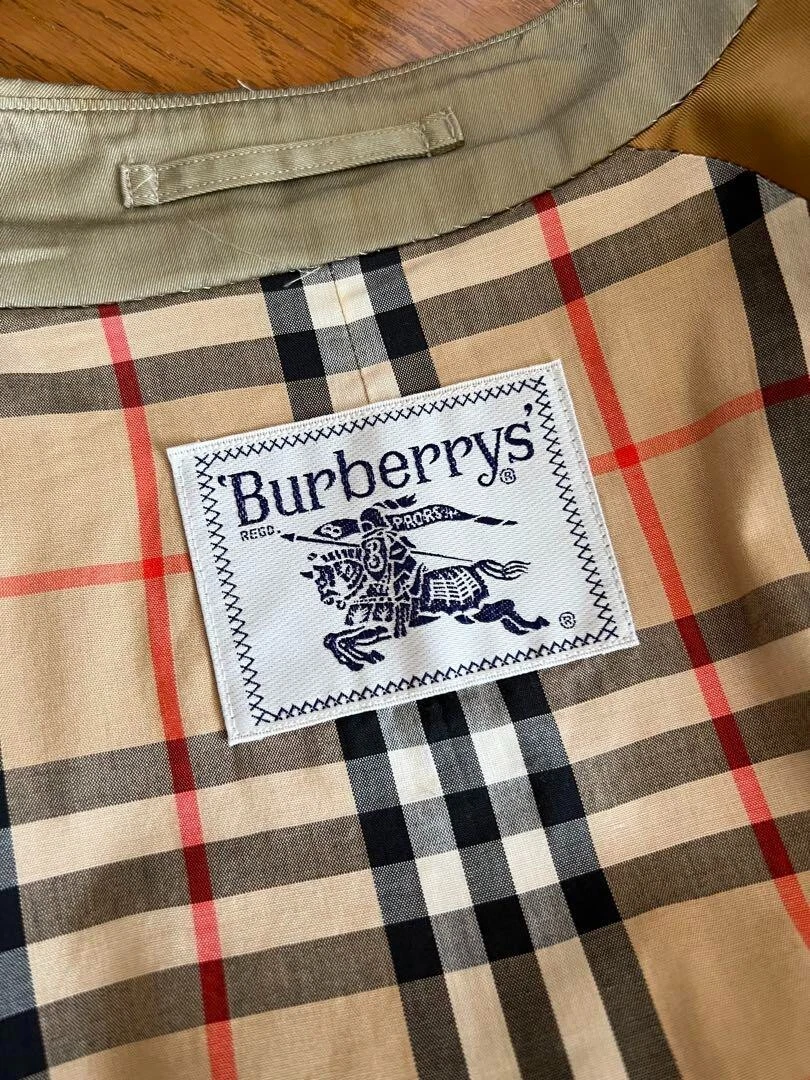 'Burberrys'
®
REGD.
B PRORSUM
B
®